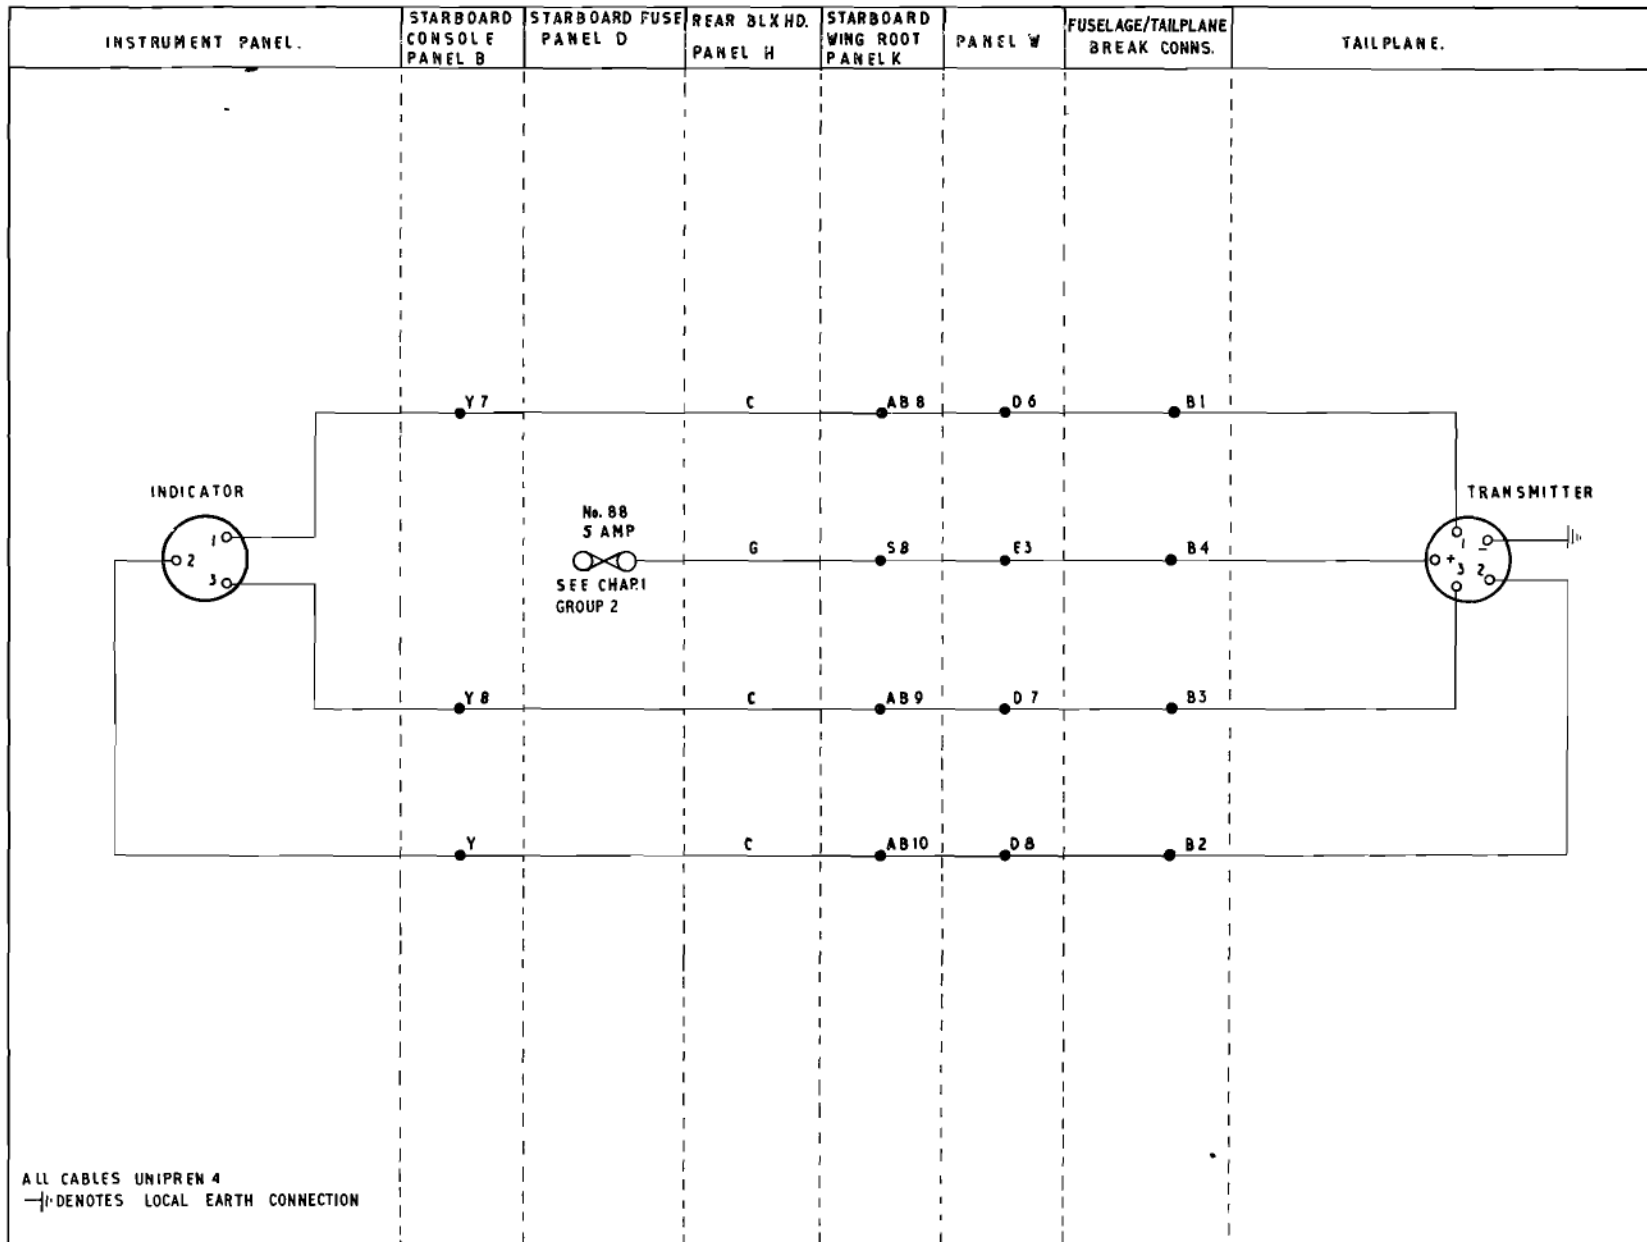 INSTRUMENT PANEL.
STARBOARD
CONSOLE
PANEL B
STARBOARD FUSE
PANEL D
REAR BLKHD.
PANEL H
STARBOARD
WING ROOT
PANEL K
PANEL W
FUSELAGE/TAILPLANE
BREAK CONNS.
TAILPLANE.
Y 7
C
AB 8
D 6
B 1
INDICATOR
1
2
3
No. 88
5 AMP
SEE CHAP.1
GROUP 2
G
S 8
E 3
B 4
TRANSMITTER
1 –
+
3 2
Y 8
C
AB 9
D 7
B 3
Y
C
AB 10
D 8
B 2
ALL CABLES UNIPREN 4
DENOTES LOCAL EARTH CONNECTION